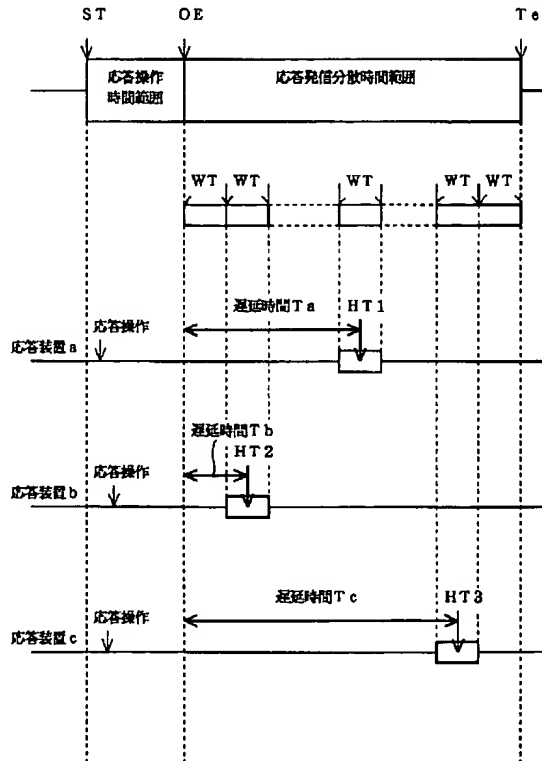 ST OE Te
応答操作
時間範囲
応答発信分散時間範囲
WT WT WT WT WT
遅延時間Ta HT1
応答操作
応答装置a
遅延時間Tb
HT2
応答操作
応答装置b
遅延時間Tc HT3
応答操作
応答装置c